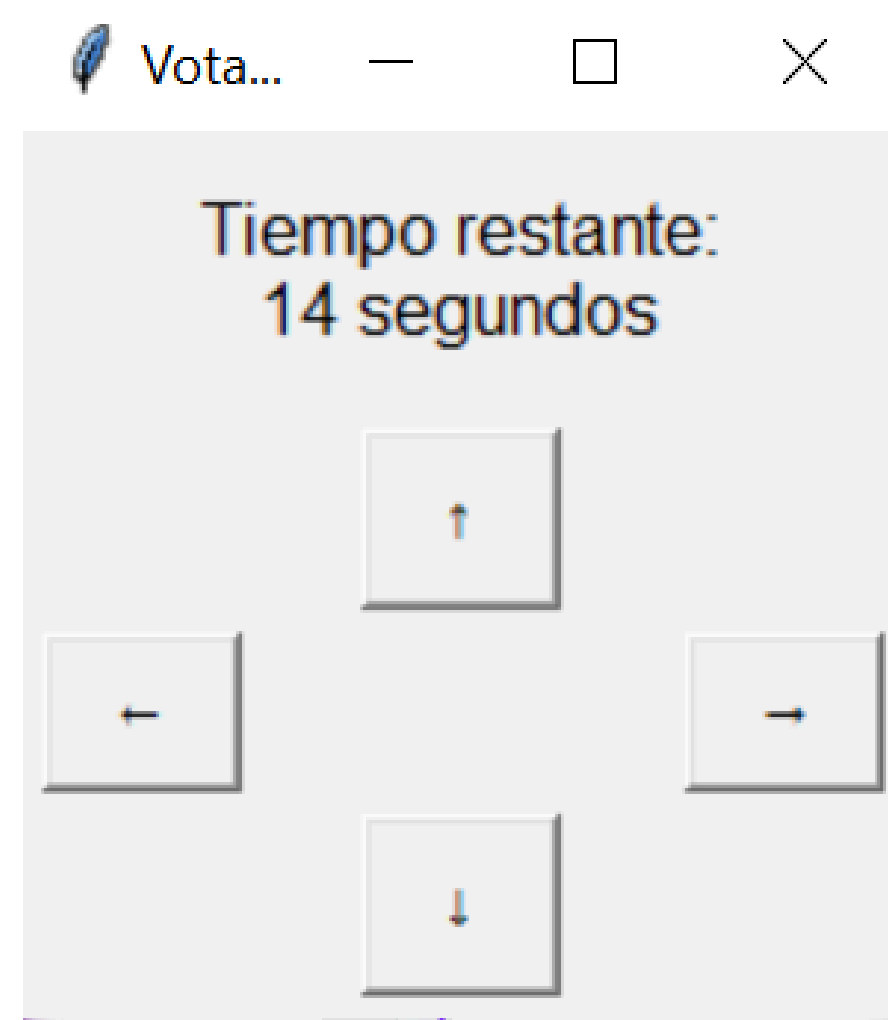 Vota...
Tiempo restante:
14 segundos
↑
← →
↓